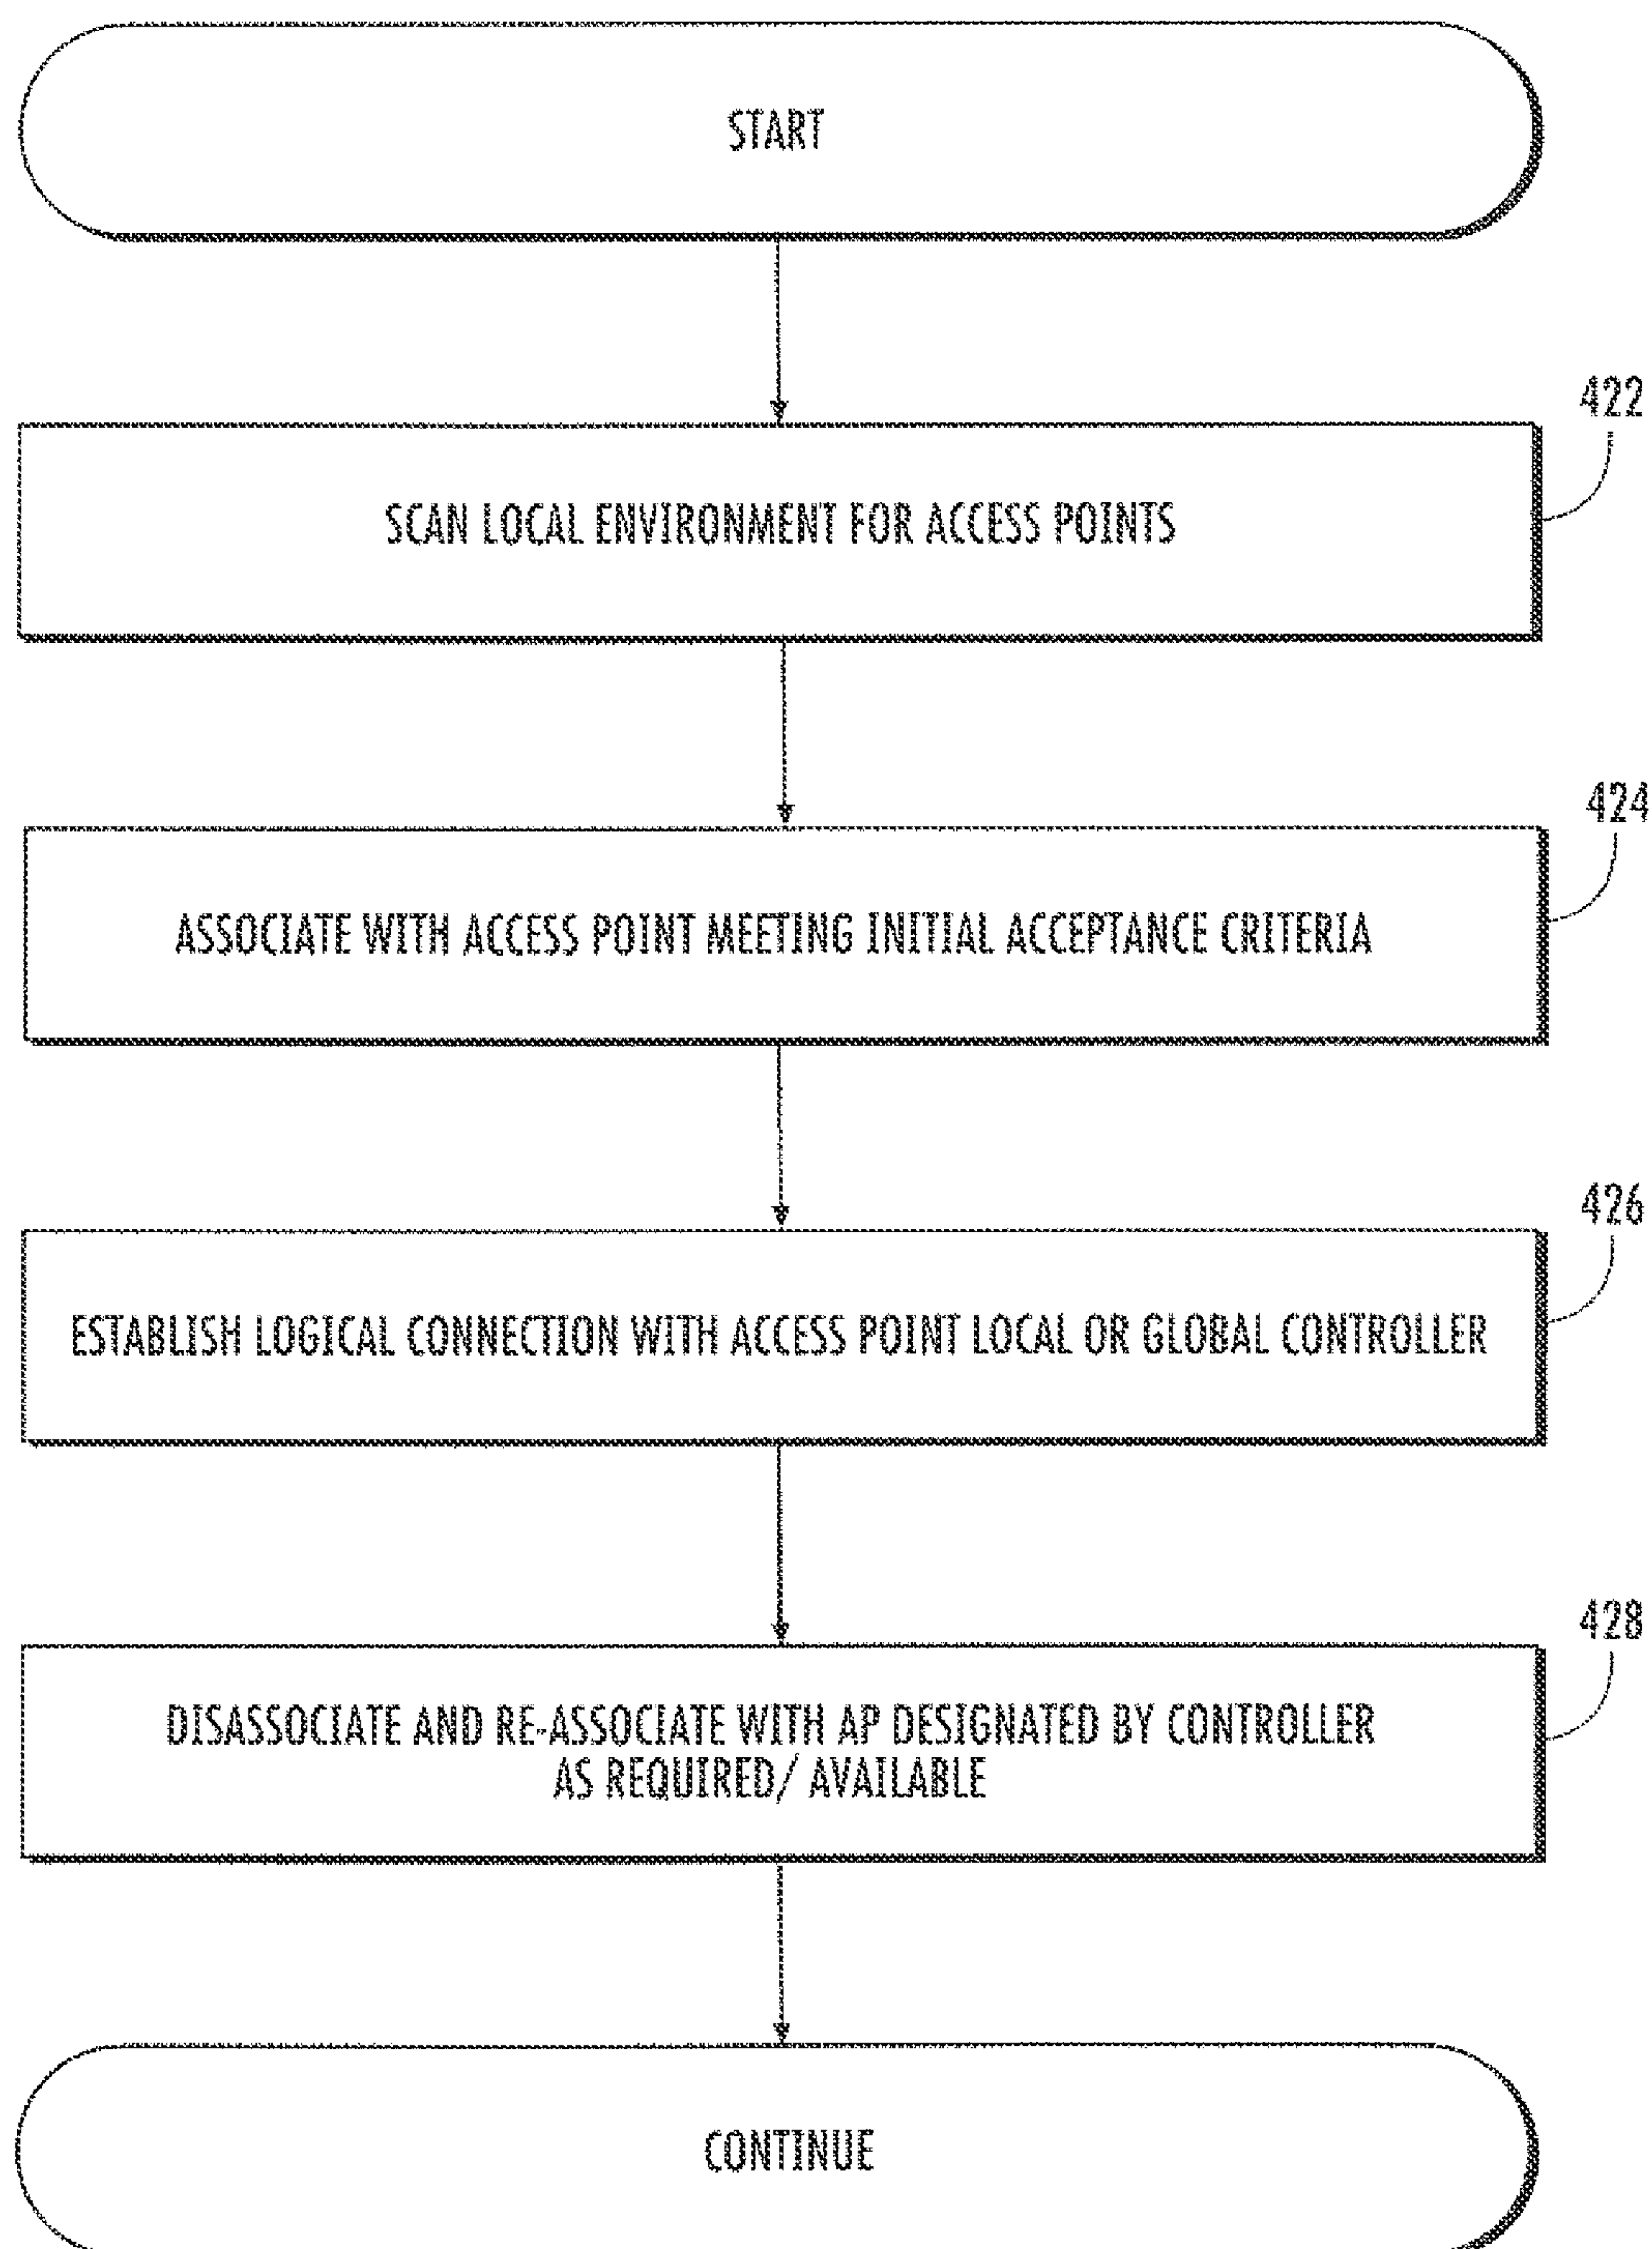 START
422
SCAN LOCAL ENVIRONMENT FOR ACCESS POINTS
424
ASSOCIATE WITH ACCESS POINT MEETING INITIAL ACCEPTANCE CRITERIA
426
ESTABLISH LOGICAL CONNECTION WITH ACCESS POINT LOCAL OR GLOBAL CONTROLLER
428
DISASSOCIATE AND RE-ASSOCIATE WITH AP DESIGNATED BY CONTROLLER
AS REQUIRED/ AVAILABLE
CONTINUE